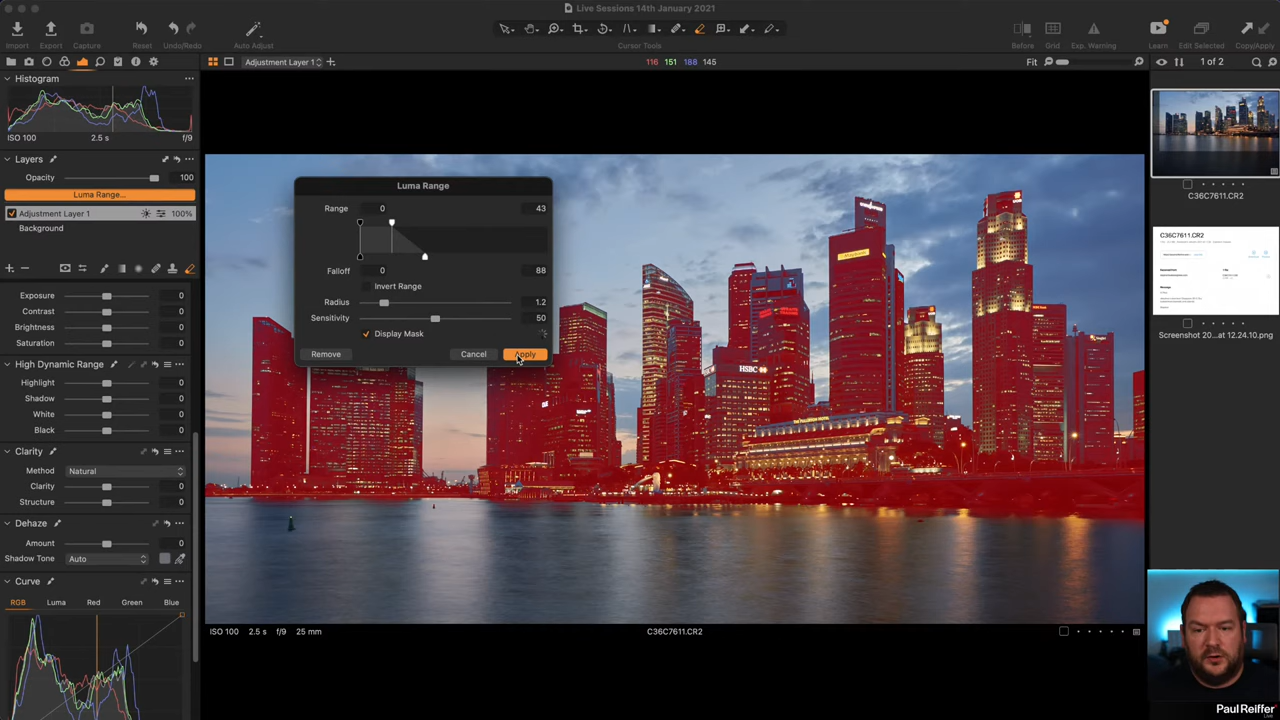 Live Sessions 14th January 2021
Import
Export
Capture
Reset
Undo/Redo
Auto Adjust
Cursor Tools
Before
Grid
Exp. Warning
Learn
Edit Selected
Copy/Apply
Adjustment Layer 1
116 151 188 145
Fit
1 of 2
Histogram
ISO 100 2.5 s f/9
Layers
Opacity 100
Luma Range...
Adjustment Layer 1 100%
Background
Exposure 0
Contrast 0
Brightness 0
Saturation 0
High Dynamic Range
Highlight 0
Shadow 0
White 0
Black 0
Clarity
Method Natural
Clarity 0
Structure 0
Dehaze
Amount 0
Shadow Tone Auto
Curve
RGB Luma Red Green Blue
Luma Range
Range 0 43
Falloff 0 88
Invert Range
Radius 1.2
Sensitivity 50
Display Mask
Remove Cancel Apply
HSBC
ISO 100 2.5 s f/9 25 mm
C36C7611.CR2
C36C7611.CR2
C36C7611.CR2
Screenshot 20...at 12.56.13.png
Paul Reiffer
Live